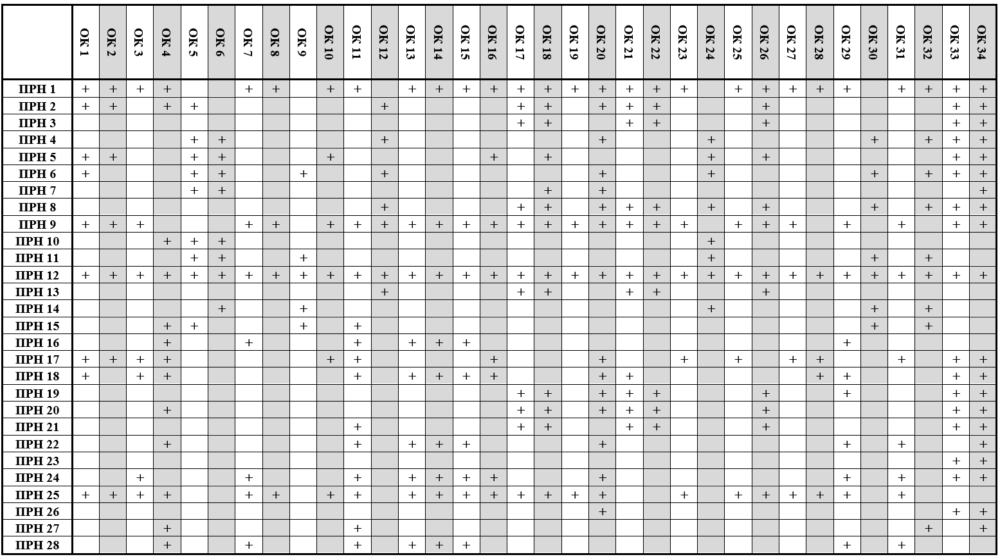 ОК 1 ОК 2 ОК 3 ОК 4 ОК 5 ОК 6 ОК 7 ОК 8 ОК 9 ОК 10 ОК 11 ОК 12 ОК 13 ОК 14 ОК 15 ОК 16 ОК 17 ОК 18 ОК 19 ОК 20 ОК 21 ОК 22 ОК 23 ОК 24 ОК 25 ОК 26 ОК 27 ОК 28 ОК 29 ОК 30 ОК 31 ОК 32 ОК 33 ОК 34
ПРН 1 + + + + + + + + + + + + + + + + + + + + + + + + + + + +
ПРН 2 + + + + + + + + + + + + +
ПРН 3 + + + + + + +
ПРН 4 + + + + + + + + +
ПРН 5 + + + + + + + + + + +
ПРН 6 + + + + + + + + + + +
ПРН 7 + + + + +
ПРН 8 + + + + + + + + + + + +
ПРН 9 + + + + + + + + + + + + + + + + + + + + + + + + + +
ПРН 10 + + + +
ПРН 11 + + + + + +
ПРН 12 + + + + + + + + + + + + + + + + + + + + + + + + + + + + + + + + + +
ПРН 13 + + + + + +
ПРН 14 + + + + +
ПРН 15 + + + + + +
ПРН 16 + + + + + + +
ПРН 17 + + + + + + + + + + + + + + +
ПРН 18 + + + + + + + + + + + + + +
ПРН 19 + + + + + + + + +
ПРН 20 + + + + + + + + +
ПРН 21 + + + + + + + +
ПРН 22 + + + + + + + + +
ПРН 23 + +
ПРН 24 + + + + + + + + + + + +
ПРН 25 + + + + + + + + + + + + + + + + + + + + + + + +
ПРН 26 + + +
ПРН 27 + + + +
ПРН 28 + + + + + + + +